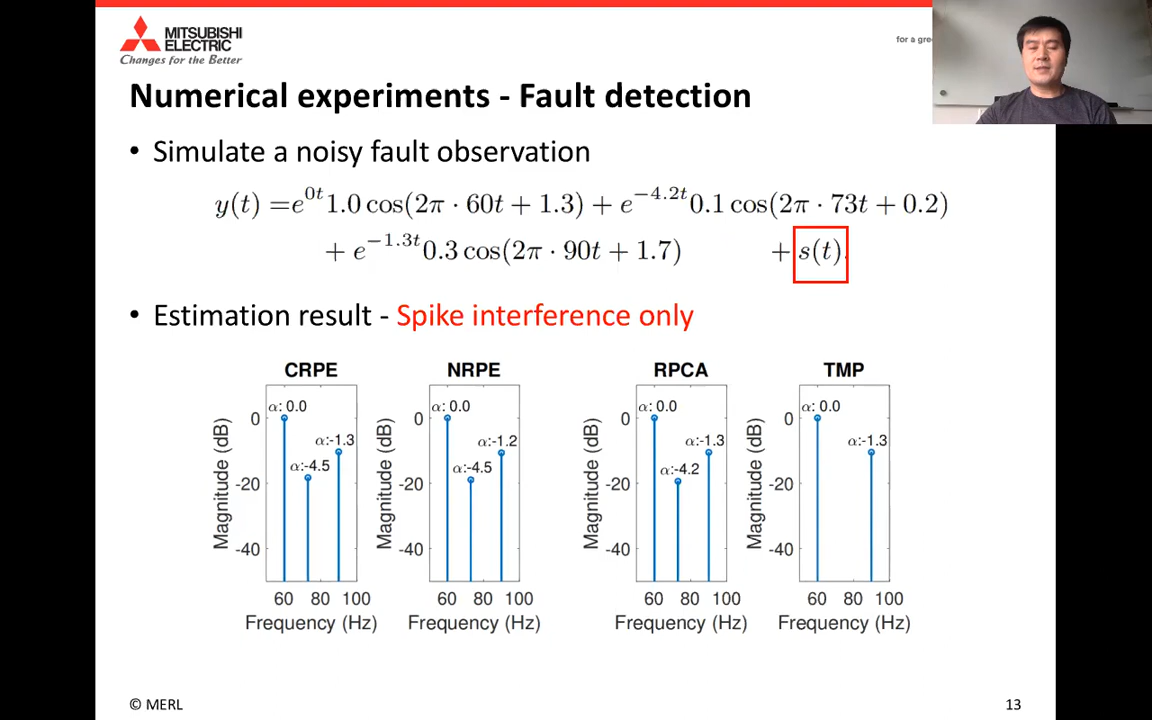 MITSUBISHI
ELECTRIC
Changes for the Better
for a gre
Numerical experiments - Fault detection
• Simulate a noisy fault observation
y(t) =e^{0t}1.0 cos(2π · 60t + 1.3) + e^{−4.2t}0.1 cos(2π · 73t + 0.2)
+ e^{−1.3t}0.3 cos(2π · 90t + 1.7) + s(t)
• Estimation result - Spike interference only
CRPE
Magnitude (dB)
0
-20
-40
α: 0.0
α:-4.5
α:-1.3
60 80 100
Frequency (Hz)
NRPE
Magnitude (dB)
0
-20
-40
α: 0.0
α:-4.5
α:-1.2
60 80 100
Frequency (Hz)
RPCA
Magnitude (dB)
0
-20
-40
α: 0.0
α:-4.2
α:-1.3
60 80 100
Frequency (Hz)
TMP
Magnitude (dB)
0
-20
-40
α: 0.0
α:-1.3
60 80 100
Frequency (Hz)
© MERL
13